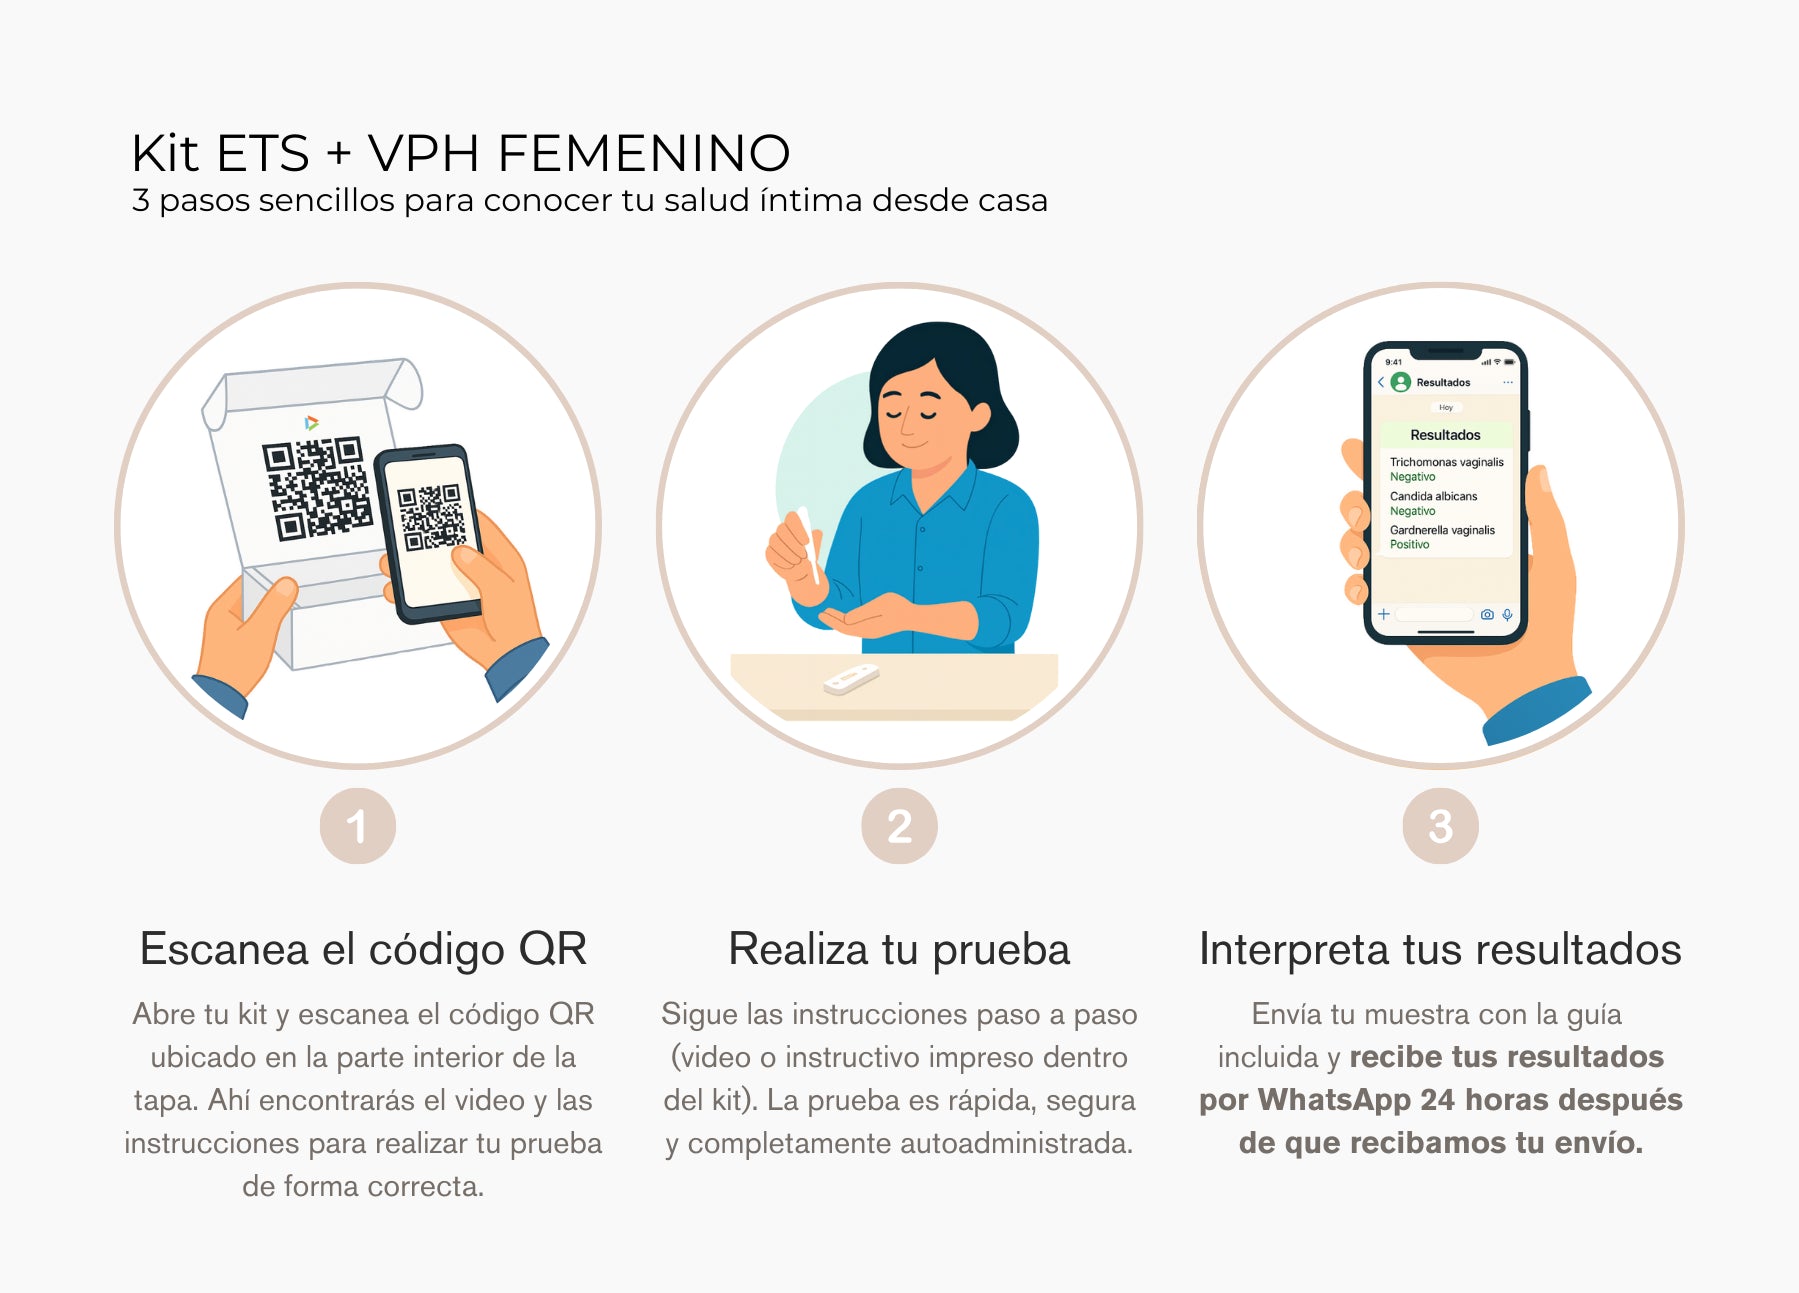 Kit ETS + VPH FEMENINO
3 pasos sencillos para conocer tu salud íntima desde casa
9:41
Resultados
Hoy
Resultados
Trichomonas vaginalis
Negativo
Candida albicans
Negativo
Gardnerella vaginalis
Positivo
1
2
3
Escanea el código QR
Abre tu kit y escanea el código QR
ubicado en la parte interior de la
tapa. Ahí encontrarás el video y las
instrucciones para realizar tu prueba
de forma correcta.
Realiza tu prueba
Sigue las instrucciones paso a paso
(video o instructivo impreso dentro
del kit). La prueba es rápida, segura
y completamente autoadministrada.
Interpreta tus resultados
Envía tu muestra con la guía
incluida y recibe tus resultados
por WhatsApp 24 horas después
de que recibamos tu envío.